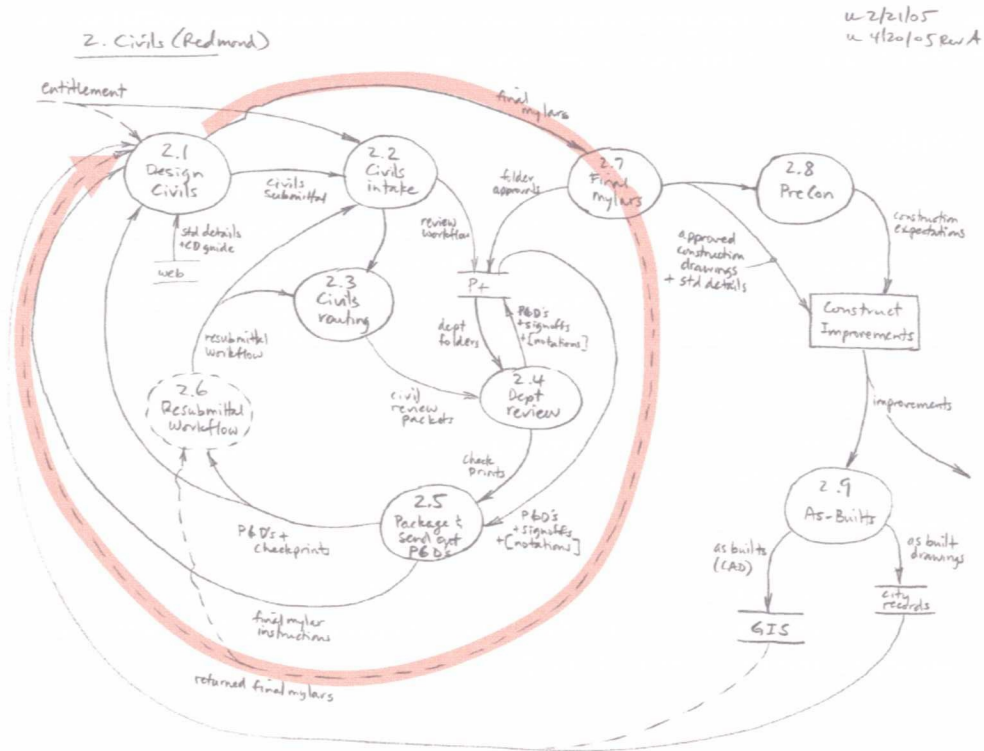 2/21/05
4/20/05 Rev A
2. Civils (Redmond)
entitlement
final
mylars
2.1
Design
Civils
2.2
Civils
intake
2.7
Final
mylars
2.8
PreCon
civils
submittal
folder
approvals
review
workflow
construction
expectations
std details
+CD guide
web
approved
construction
drawings
+ std details
2.3
Civils
routing
P+
Construct
Improvements
dept
folders
P&D's
+signoffs
+[notations]
resubmittal
workflow
2.4
Dept
review
2.6
Resubmittal
Workflow
civil
review
packets
improvements
check
prints
2.5
Package &
send out
P&D's
P&D's
+signoffs
+[notations]
P&D's +
checkprints
2.9
As-Builts
as builts
(CAD)
as built
drawings
city
records
GIS
final mylar
instructions
returned final mylars